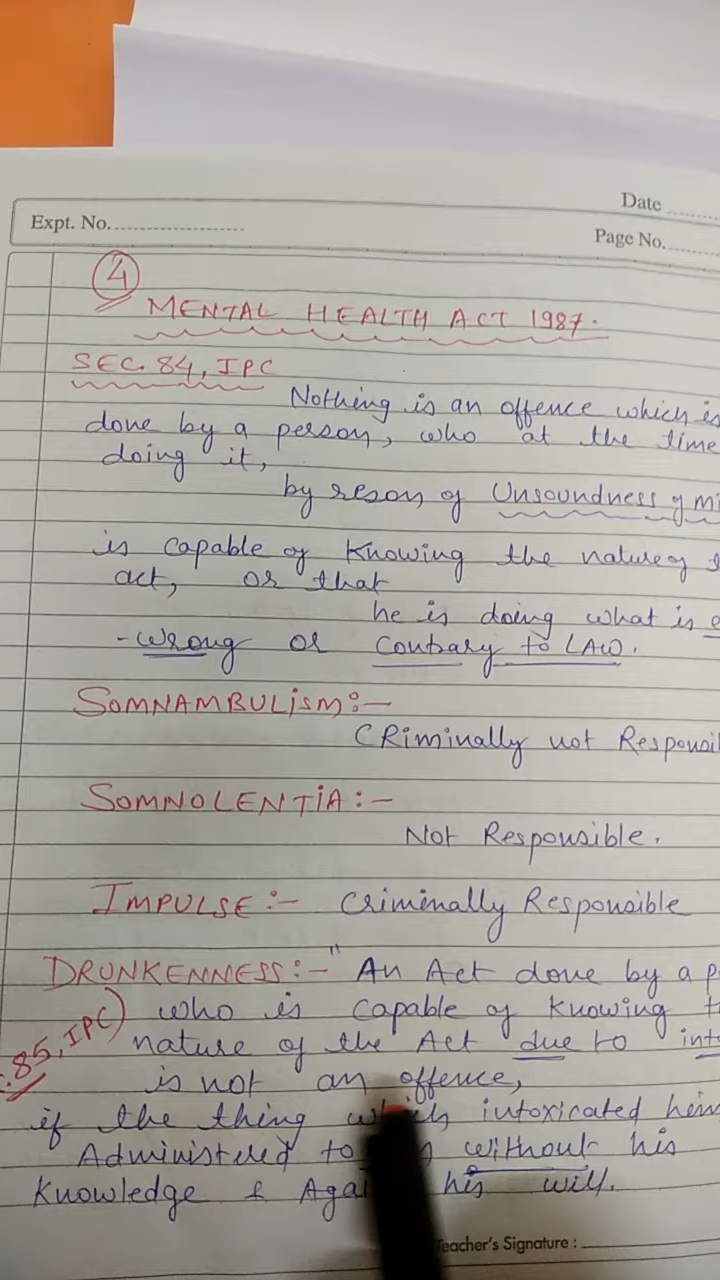 Date
Expt. No.
Page No.
4
MENTAL HEALTH ACT 1987.
SEC. 84, IPC
Nothing is an offence which is
done by a person, who at the time
doing it,
by reson of Unsoundness of mi
is capable of Knowing the nature of
act, or that
he is doing what is e
-wrong or contrary to LAW.
SOMNAMBULISM:-
CRiminally not Responsi
SOMNOLENTIA:-
Not Responsible.
IMPULSE:- Criminally Responsible
DRUNKENNESS:- "An Act done by a p
who is capable of Knowing t
85, IPC)
nature of the Act due to int
is not an offence,
if the thing which intoxicated him
Administered to without his
Knowledge & Aga his will.
Teacher's Signature :